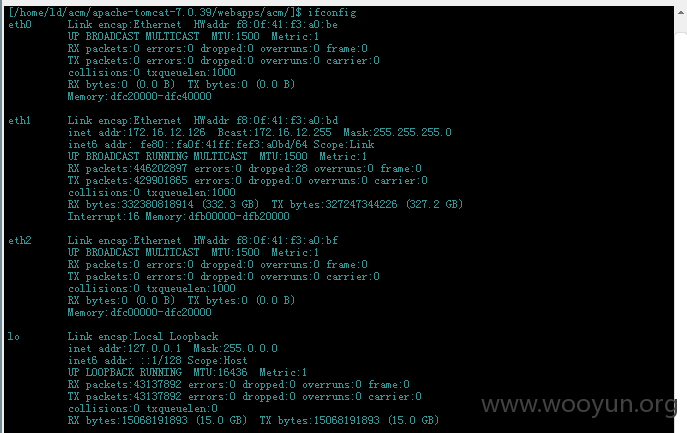 [/home/ld/acm/apache-tomcat-7.0.39/webapps/acm/]$ ifconfig
eth0 Link encap:Ethernet HWaddr f8:0f:41:f3:a0:be
UP BROADCAST MULTICAST MTU:1500 Metric:1
RX packets:0 errors:0 dropped:0 overruns:0 frame:0
TX packets:0 errors:0 dropped:0 overruns:0 carrier:0
collisions:0 txqueuelen:1000
RX bytes:0 (0.0 B) TX bytes:0 (0.0 B)
Memory:dfc20000-dfc40000
eth1 Link encap:Ethernet HWaddr f8:0f:41:f3:a0:bd
inet addr:172.16.12.126 Bcast:172.16.12.255 Mask:255.255.255.0
inet6 addr: fe80::fa0f:41ff:fef3:a0bd/64 Scope:Link
UP BROADCAST RUNNING MULTICAST MTU:1500 Metric:1
RX packets:446202897 errors:0 dropped:28 overruns:0 frame:0
TX packets:429901865 errors:0 dropped:0 overruns:0 carrier:0
collisions:0 txqueuelen:1000
RX bytes:332380818914 (332.3 GB) TX bytes:327247344226 (327.2 GB)
Interrupt:16 Memory:dfb00000-dfb20000
eth2 Link encap:Ethernet HWaddr f8:0f:41:f3:a0:bf
UP BROADCAST MULTICAST MTU:1500 Metric:1
RX packets:0 errors:0 dropped:0 overruns:0 frame:0
TX packets:0 errors:0 dropped:0 overruns:0 carrier:0
collisions:0 txqueuelen:1000
RX bytes:0 (0.0 B) TX bytes:0 (0.0 B)
Memory:dfc00000-dfc20000
lo Link encap:Local Loopback
inet addr:127.0.0.1 Mask:255.0.0.0
inet6 addr: ::1/128 Scope:Host
UP LOOPBACK RUNNING MTU:16436 Metric:1
RX packets:43137892 errors:0 dropped:0 overruns:0 frame:0
TX packets:43137892 errors:0 dropped:0 overruns:0 carrier:0
collisions:0 txqueuelen:0
RX bytes:15068191893 (15.0 GB) TX bytes:15068191893 (15.0 GB)
www.wooyun.org